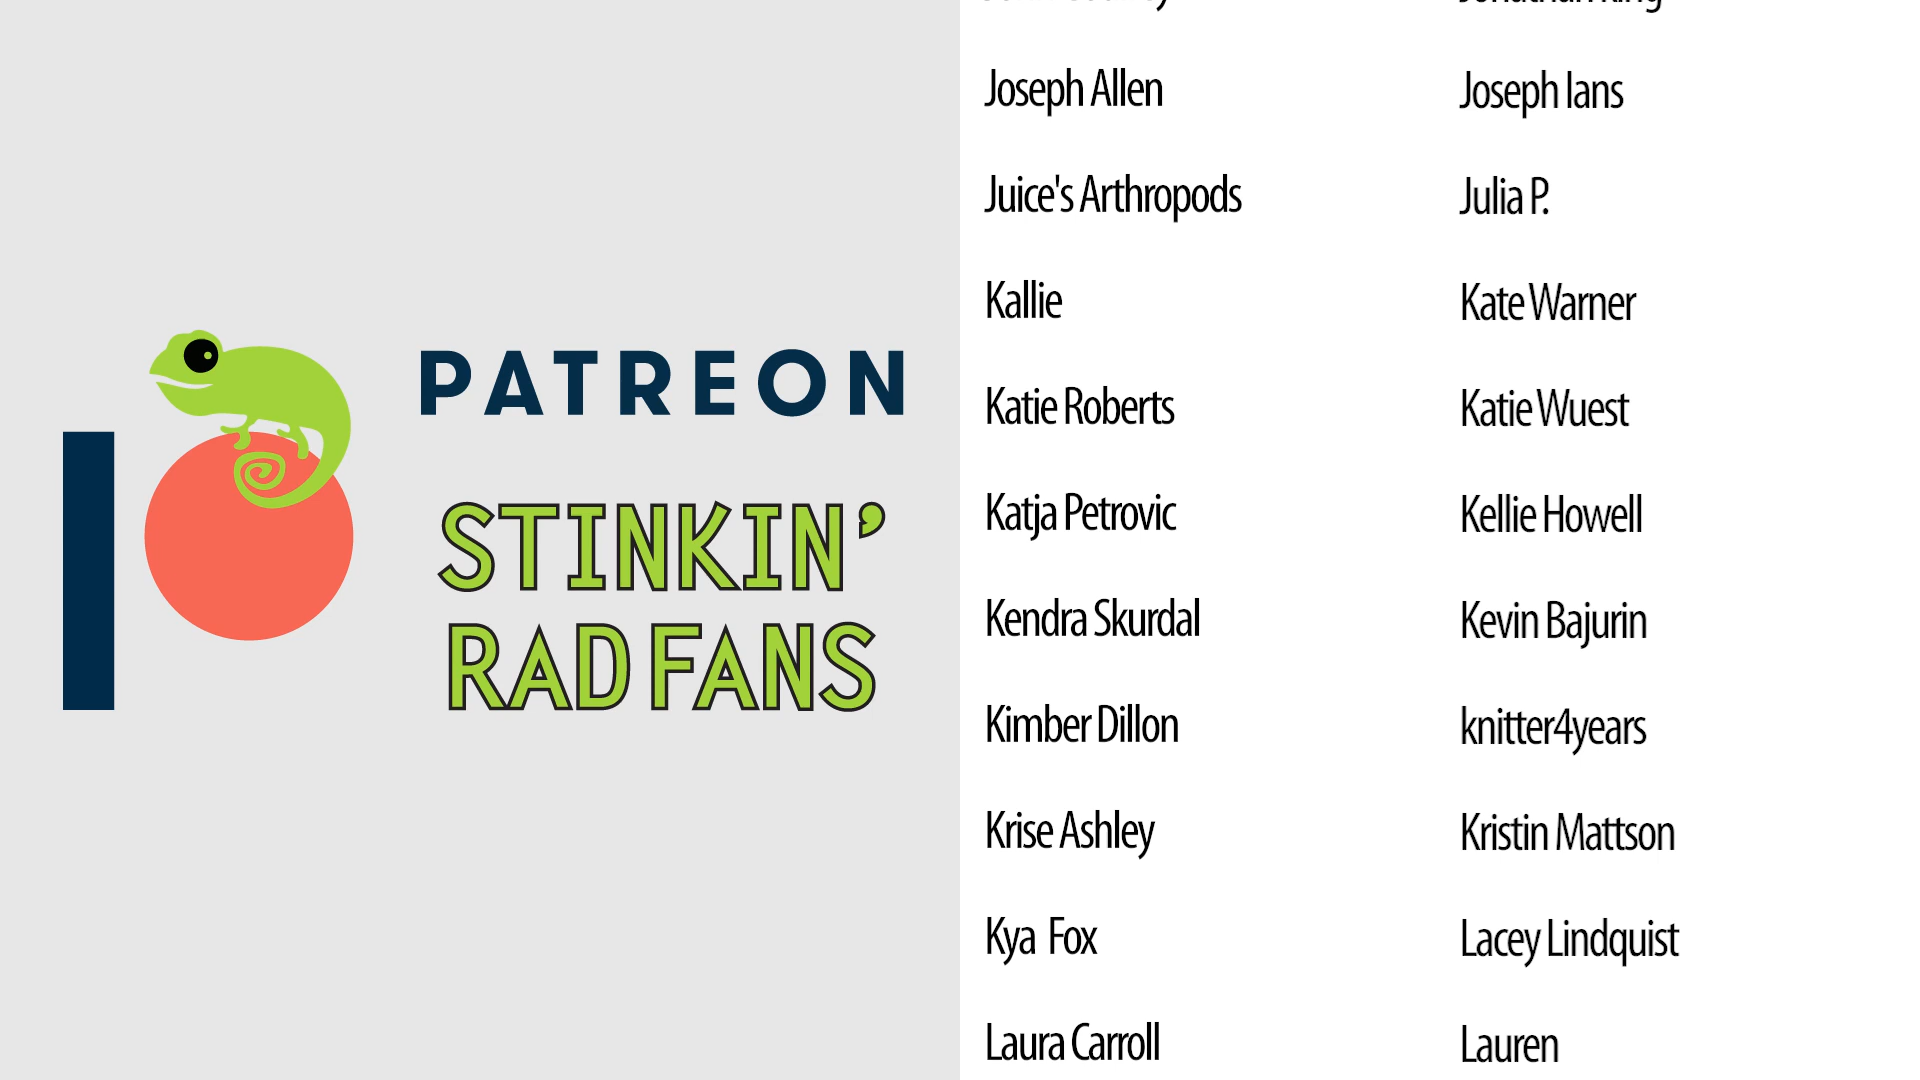 PATREON
STINKIN'
RAD FANS
Joseph Allen
Joseph Ians
Juice's Arthropods
Julia P.
Kallie
Kate Warner
Katie Roberts
Katie Wuest
Katja Petrovic
Kellie Howell
Kendra Skurdal
Kevin Bajurin
Kimber Dillon
knitter4years
Krise Ashley
Kristin Mattson
Kya Fox
Lacey Lindquist
Laura Carroll
Lauren